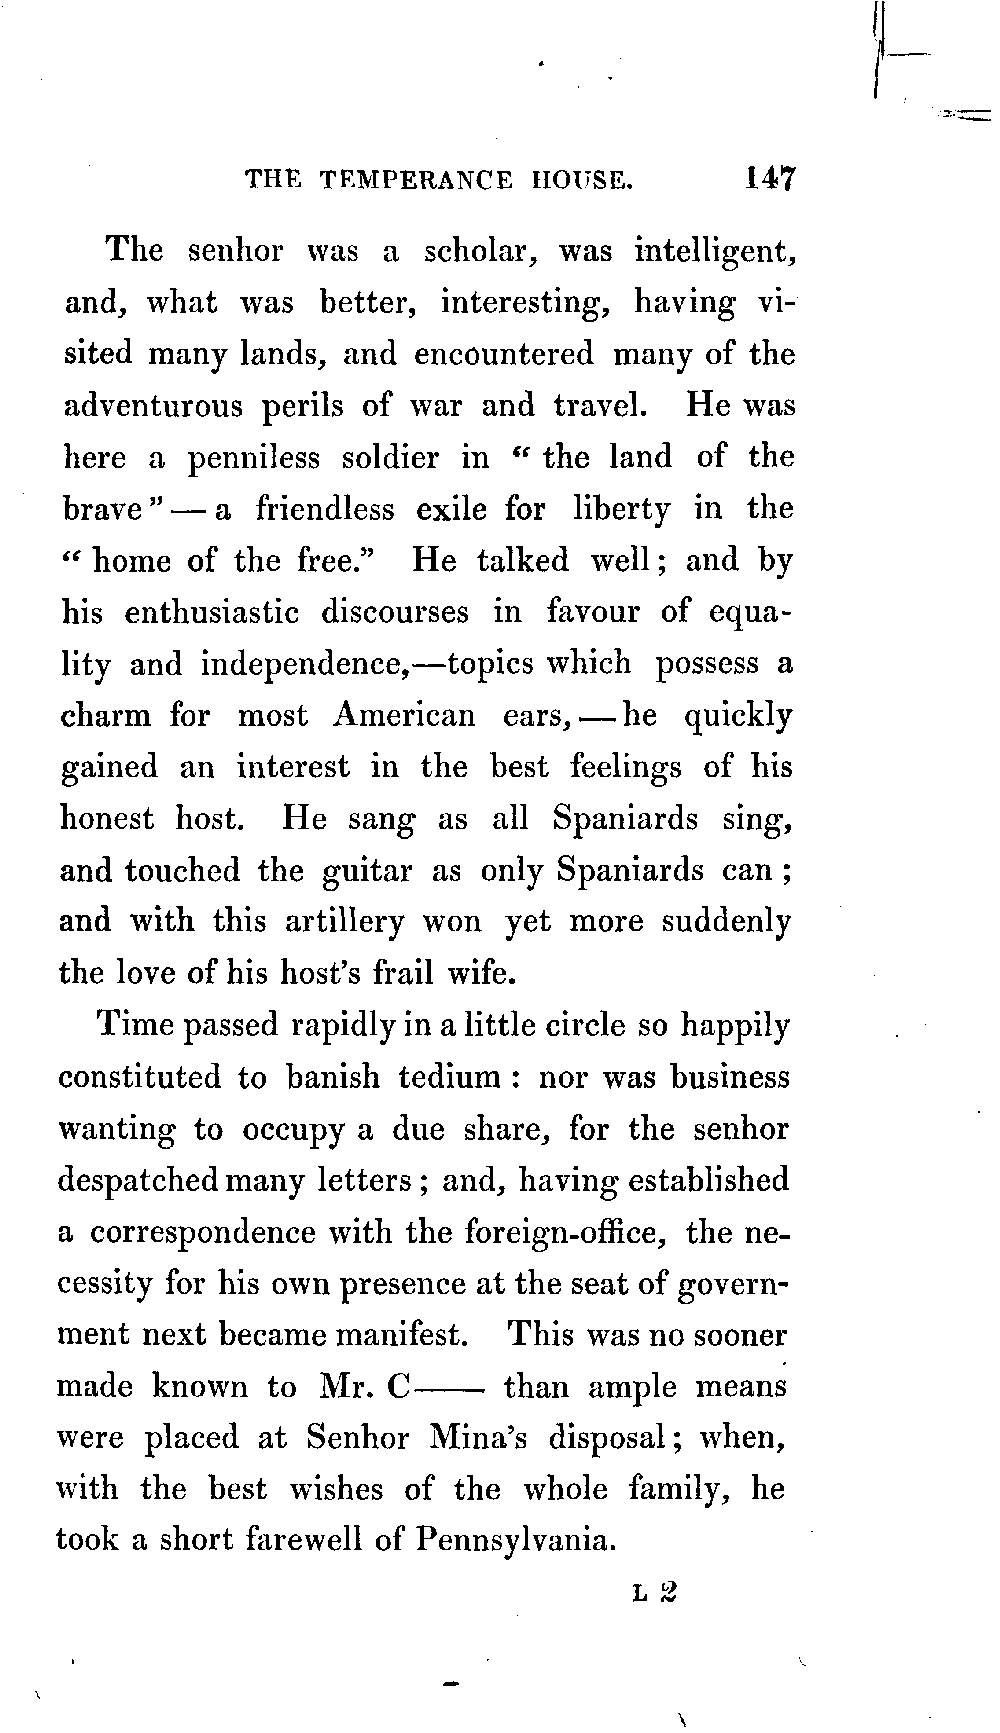 THE TEMPERANCE HOUSE. 147
The senhor was a scholar, was intelligent,
and, what was better, interesting, having vi-
sited many lands, and encountered many of the
adventurous perils of war and travel. He was
here a penniless soldier in “ the land of the
brave ” — a friendless exile for liberty in the
“ home of the free.” He talked well ; and by
his enthusiastic discourses in favour of equa-
lity and independence,—topics which possess a
charm for most American ears, — he quickly
gained an interest in the best feelings of his
honest host. He sang as all Spaniards sing,
and touched the guitar as only Spaniards can ;
and with this artillery won yet more suddenly
the love of his host’s frail wife.
Time passed rapidly in a little circle so happily
constituted to banish tedium : nor was business
wanting to occupy a due share, for the senhor
despatched many letters ; and, having established
a correspondence with the foreign-office, the ne-
cessity for his own presence at the seat of govern-
ment next became manifest. This was no sooner
made known to Mr. C—— than ample means
were placed at Senhor Mina’s disposal ; when,
with the best wishes of the whole family, he
took a short farewell of Pennsylvania.
L 2